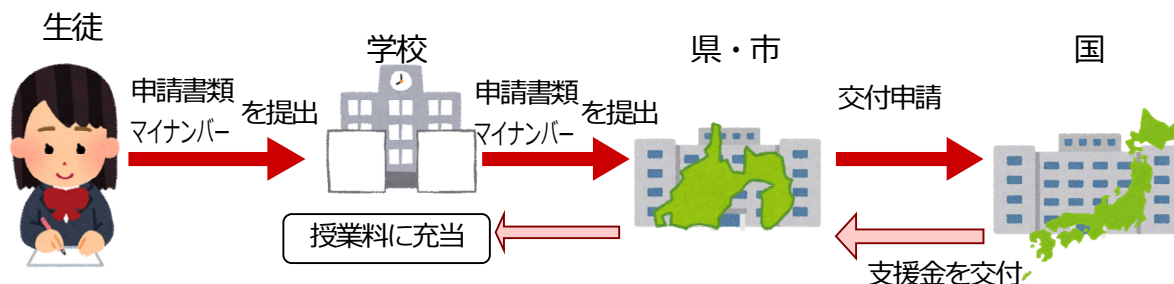 生徒
学校
県・市
国
申請書類
マイナンバー
を提出
申請書類
マイナンバー
を提出
交付申請
授業料に充当
支援金を交付